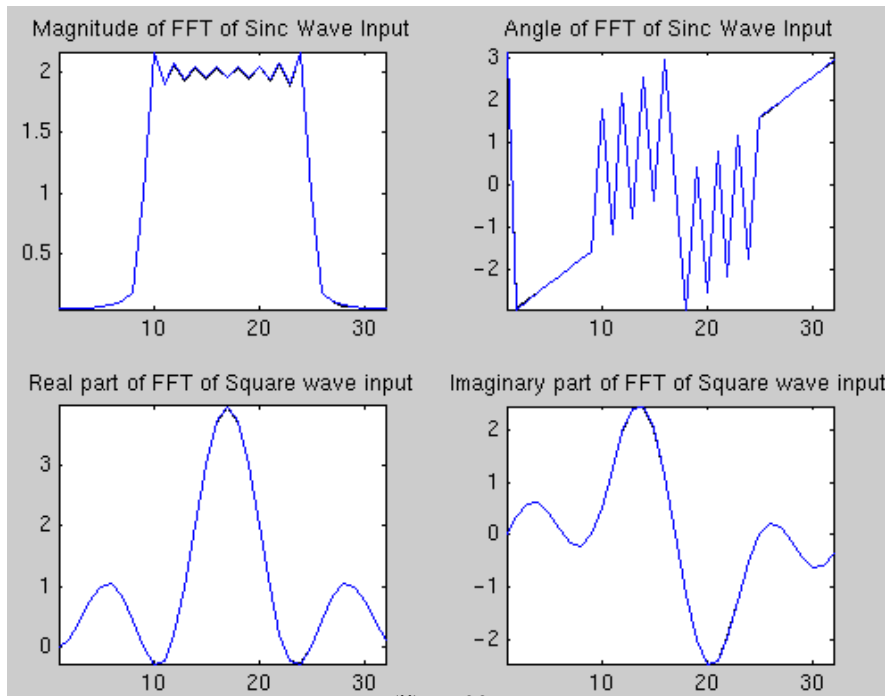 Magnitude of FFT of Sinc Wave Input
2
1.5
1
0.5
10 20 30
Angle of FFT of Sinc Wave Input
3
2
1
0
−1
−2
10 20 30
Real part of FFT of Square wave input
3
2
1
0
10 20 30
Imaginary part of FFT of Square wave input
2
1
0
−1
−2
10 20 30